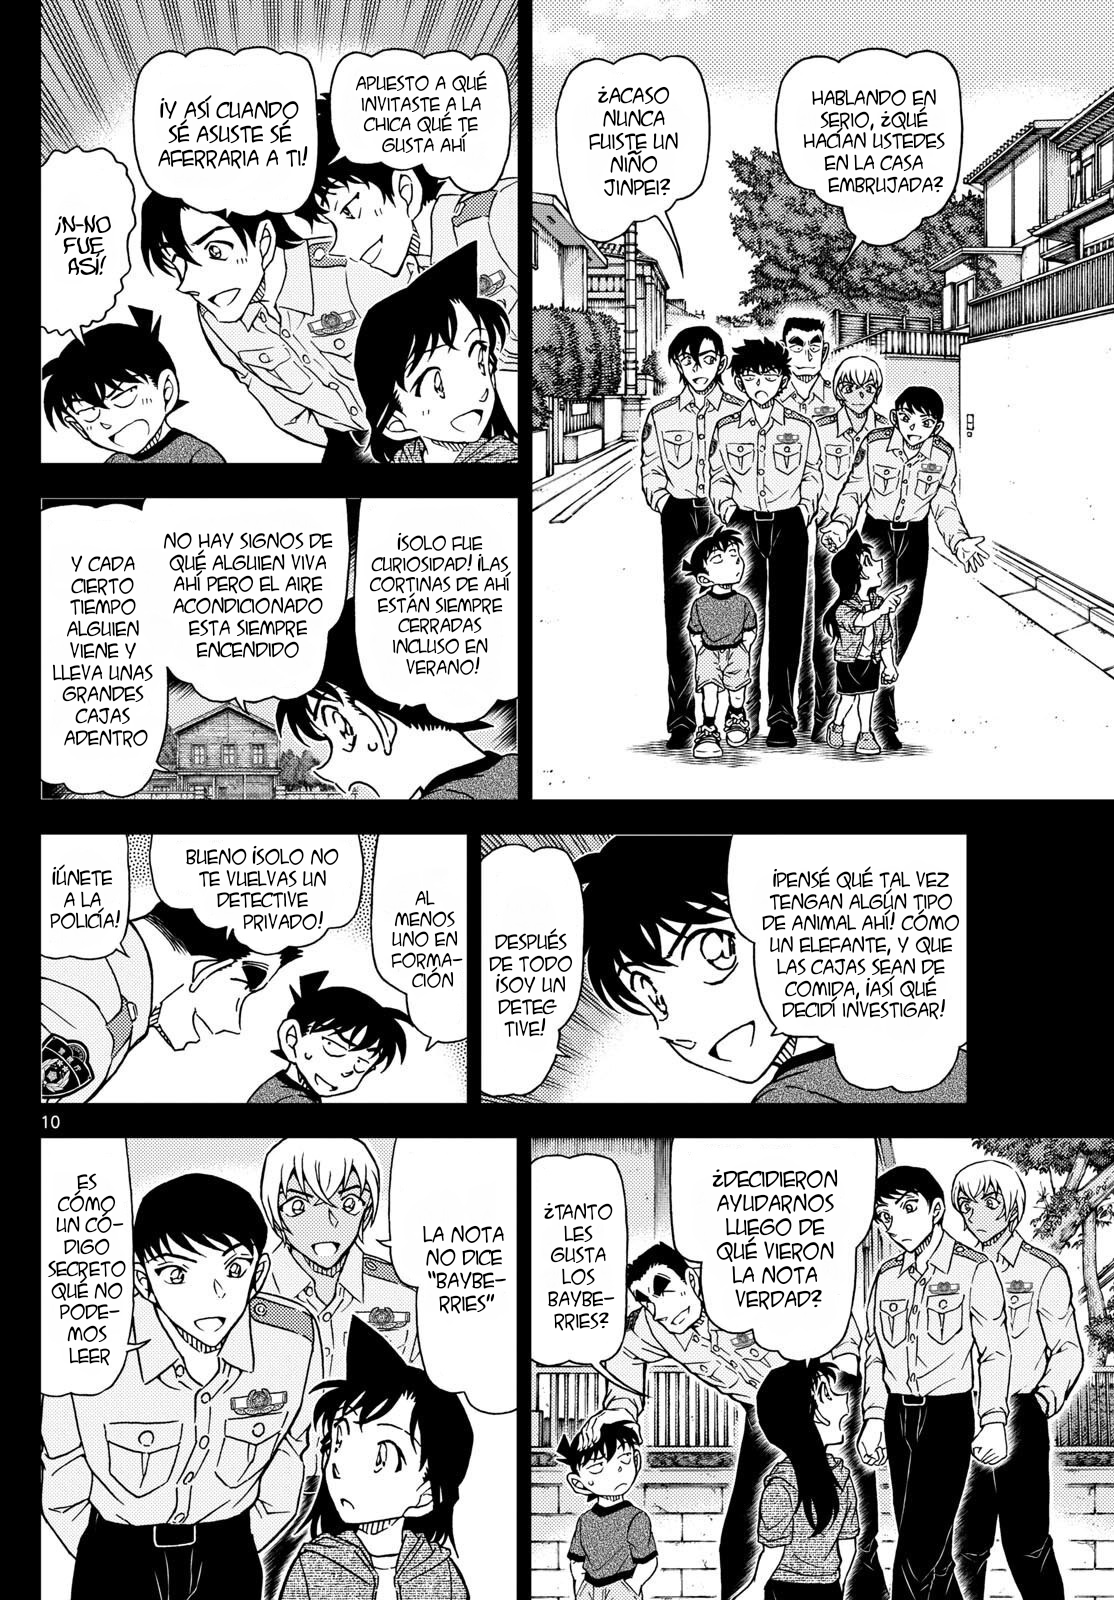 HABLANDO EN
SERIO, ¿QUÉ
HACÍAN USTEDES
EN LA CASA
EMBRUJADA?
¿ACASO
NUNCA
FUISTE UN
NIÑO
JINPEI?
APUESTO A QUÉ
INVITASTE A LA
CHICA QUÉ TE
GUSTA AHÍ
¡Y ASÍ CUANDO
SÉ ASUSTE SÉ
AFERRARIA A TI!
¡N-NO
FUE
ASÍ!
¡SOLO FUE
CURIOSIDAD! ¡LAS
CORTINAS DE AHÍ
ESTÁN SIEMPRE
CERRADAS
INCLUSO EN
VERANO!
NO HAY SIGNOS DE
QUÉ ALGUIEN VIVA
AHÍ PERO EL AIRE
ACONDICIONADO
ESTA SIEMPRE
ENCENDIDO
Y CADA
CIERTO
TIEMPO
ALGUIEN
VIENE Y
LLEVA UNAS
GRANDES
CAJAS
ADENTRO
¡PENSÉ QUÉ TAL VEZ
TENGAN ALGÚN TIPO
DE ANIMAL AHÍ! CÓMO
UN ELEFANTE, Y QUE
LAS CAJAS SEAN DE
COMIDA, ¡ASÍ QUÉ
DECIDÍ INVESTIGAR!
DESPUÉS
DE TODO
¡SOY UN
DETEC-
TIVE!
AL
MENOS
UNO EN
FORMA-
CIÓN
BUENO ¡SOLO NO
TE VUELVAS UN
DETECTIVE
PRIVADO!
¡ÚNETE
A LA
POLICÍA!
10
¿DECIDIERON
AYUDARNOS
LUEGO DE
QUÉ VIERON
LA NOTA
VERDAD?
¿TANTO
LES
GUSTA
LOS
BAYBE-
RRIES?
LA NOTA
NO DICE
"BAYBE-
RRIES"
ES
CÓMO
UN CÓ-
DIGO
SECRETO
QUÉ NO
PODE-
MOS
LEER